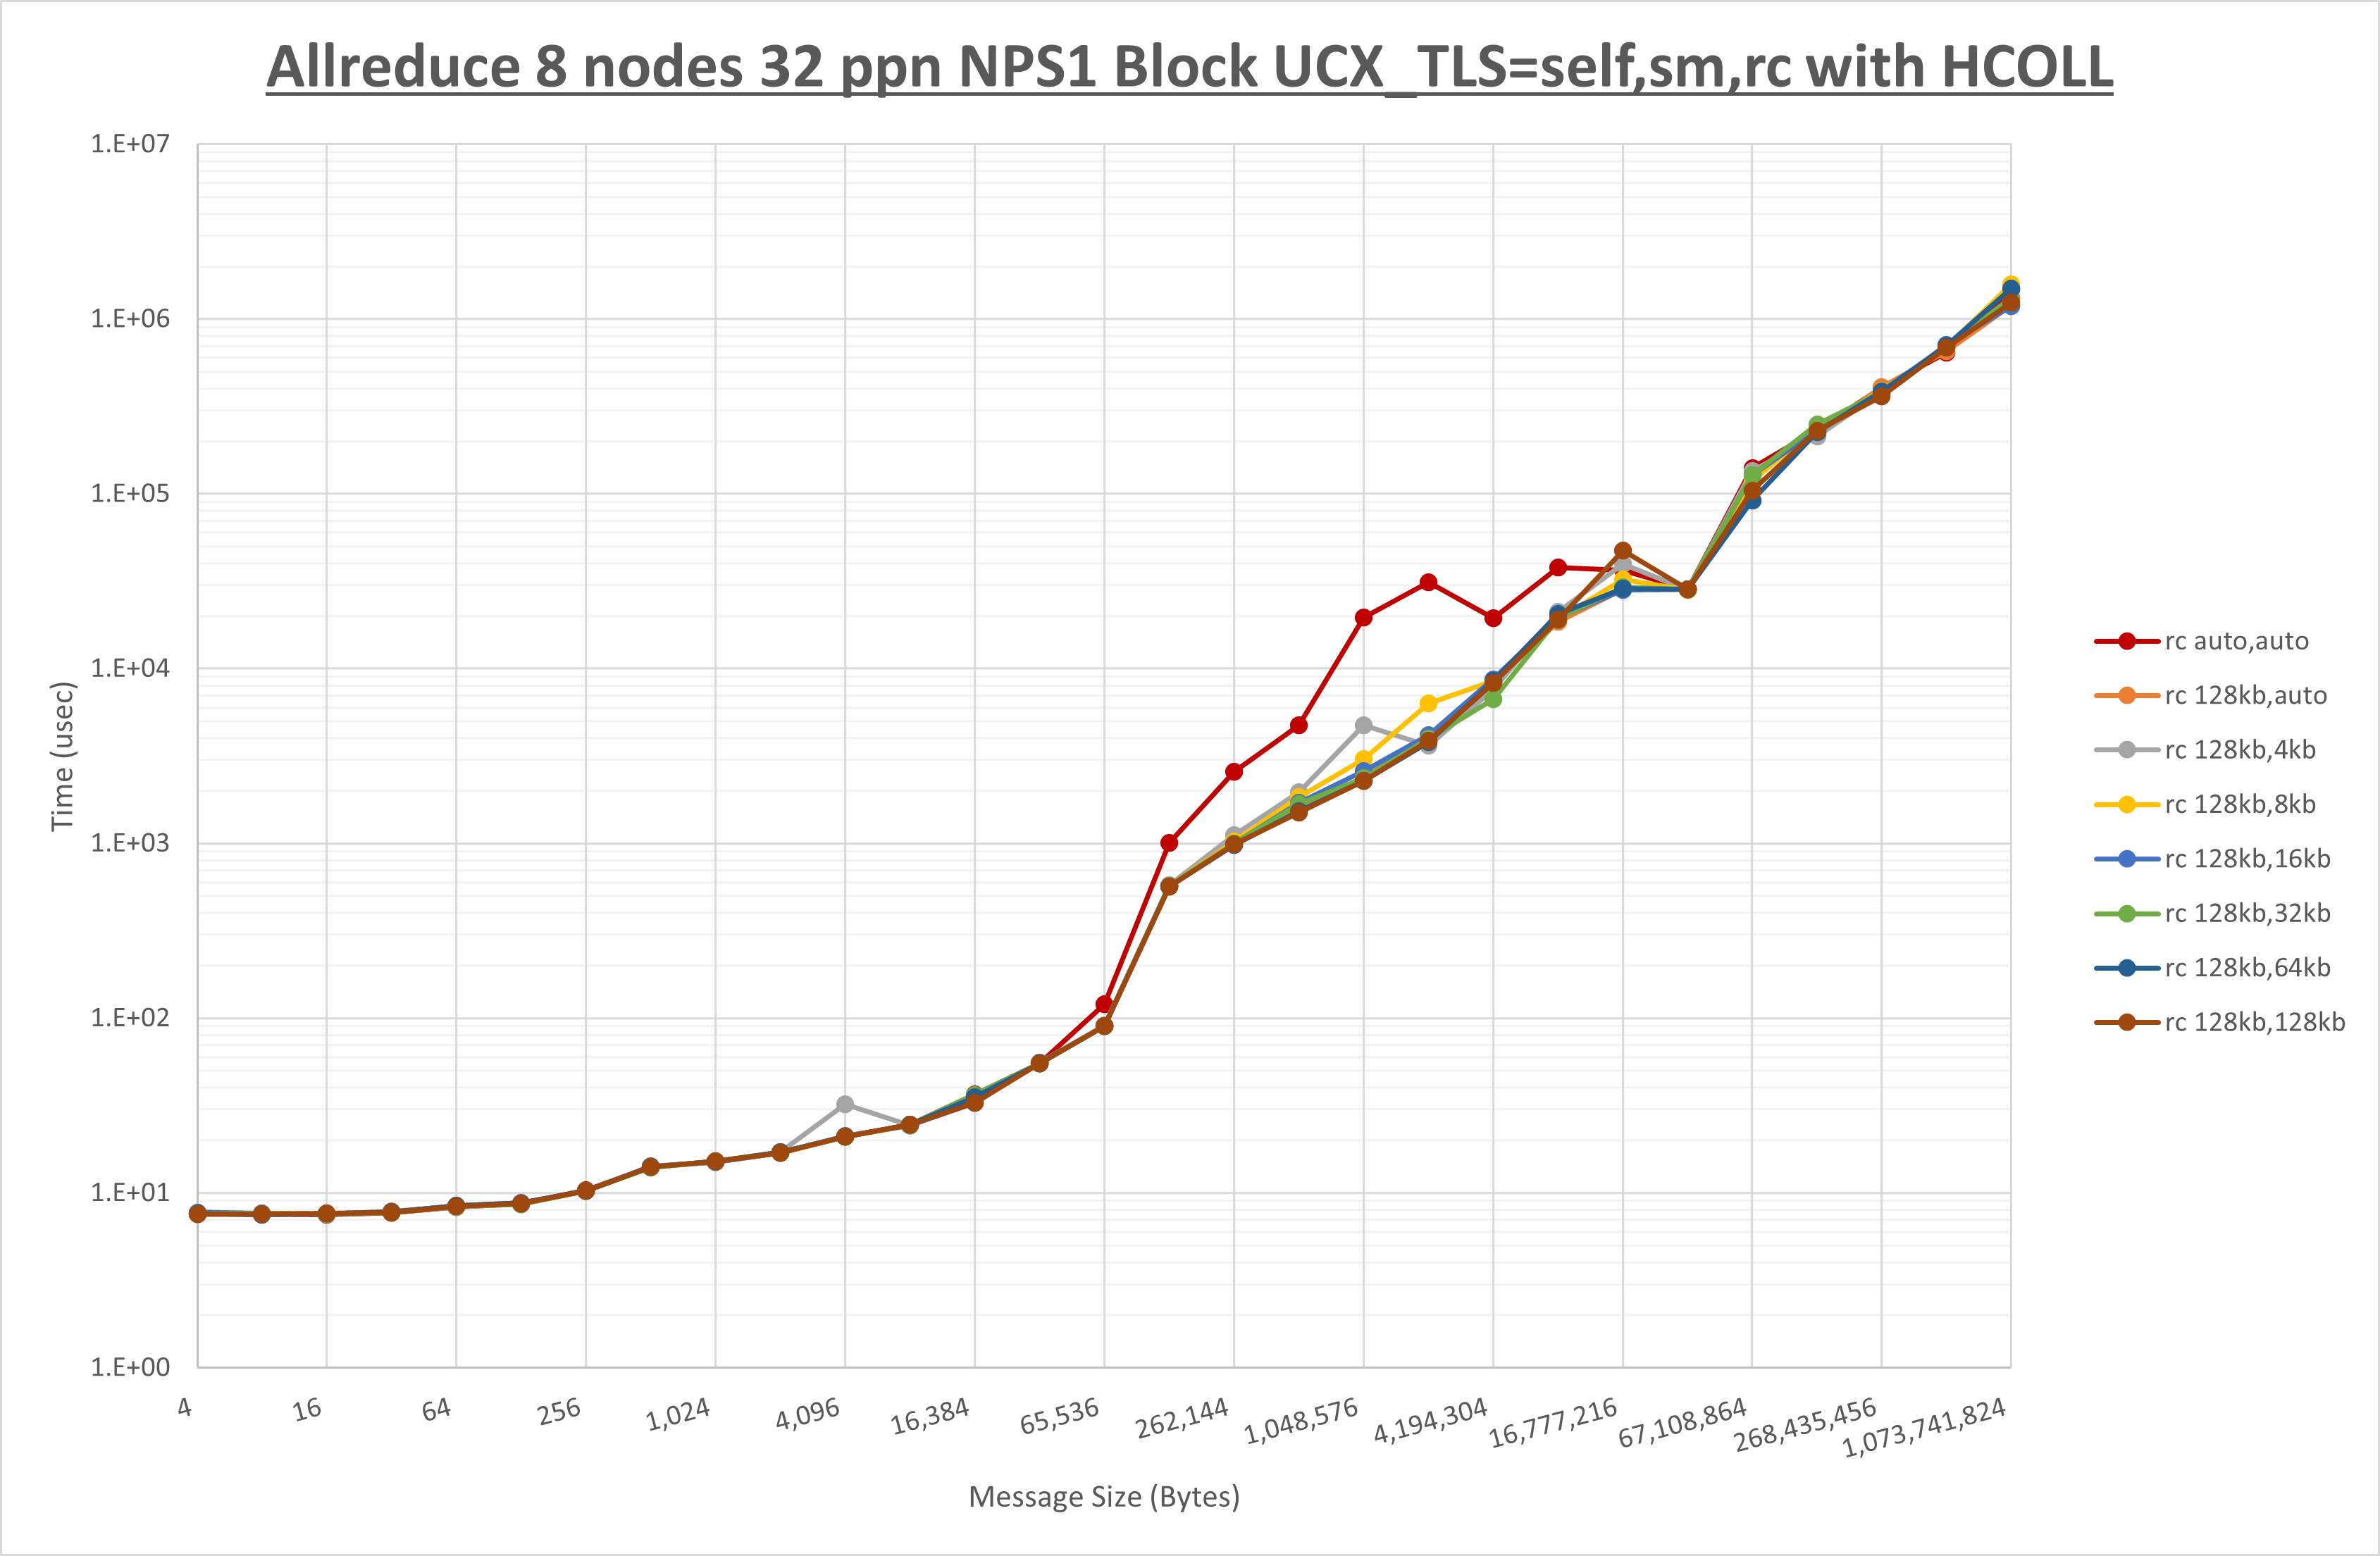 Allreduce 8 nodes 32 ppn NPS1 Block UCX_TLS=self,sm,rc with HCOLL
1.E+07
1.E+06
1.E+05
1.E+04
1.E+03
1.E+02
1.E+01
1.E+00
Time (usec)
4
16
64
256
1,024
4,096
16,384
65,536
262,144
1,048,576
4,194,304
16,777,216
67,108,864
268,435,456
1,073,741,824
Message Size (Bytes)
rc auto,auto
rc 128kb,auto
rc 128kb,4kb
rc 128kb,8kb
rc 128kb,16kb
rc 128kb,32kb
rc 128kb,64kb
rc 128kb,128kb